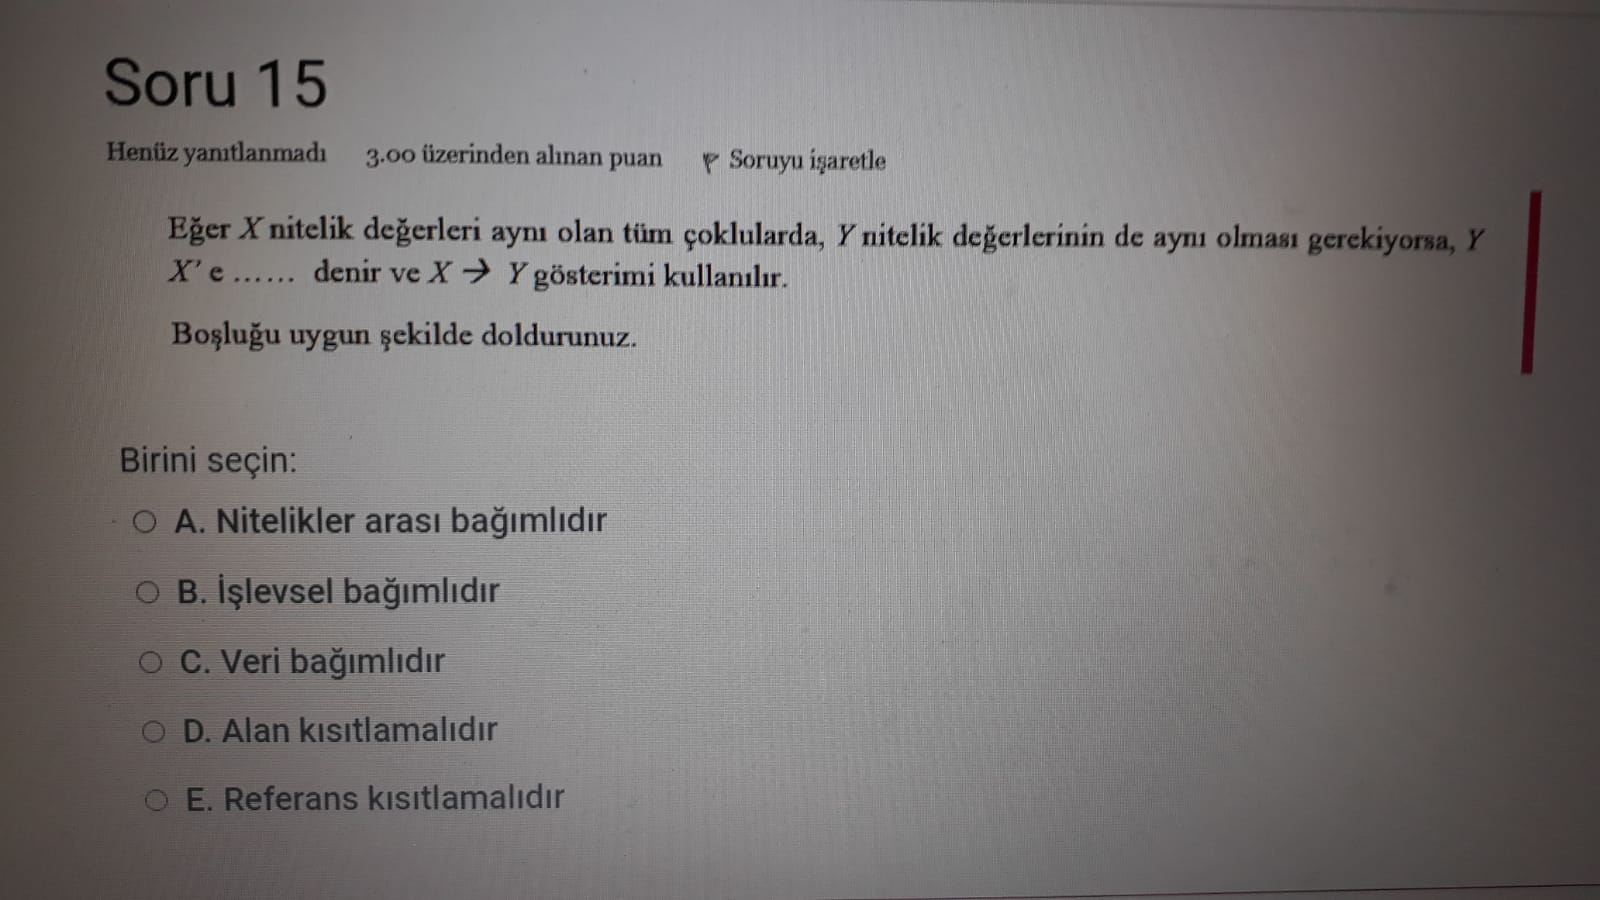 Soru 15
Henüz yanıtlanmadı 3.00 üzerinden alınan puan Soruyu işaretle
Eğer X nitelik değerleri aynı olan tüm çoklularda, Y nitelik değerlerinin de aynı olması gerekiyorsa, Y
X' e ...... denir ve X → Y gösterimi kullanılır.
Boşluğu uygun şekilde doldurunuz.
Birini seçin:
A. Nitelikler arası bağımlıdır
B. İşlevsel bağımlıdır
C. Veri bağımlıdır
D. Alan kısıtlamalıdır
E. Referans kısıtlamalıdır